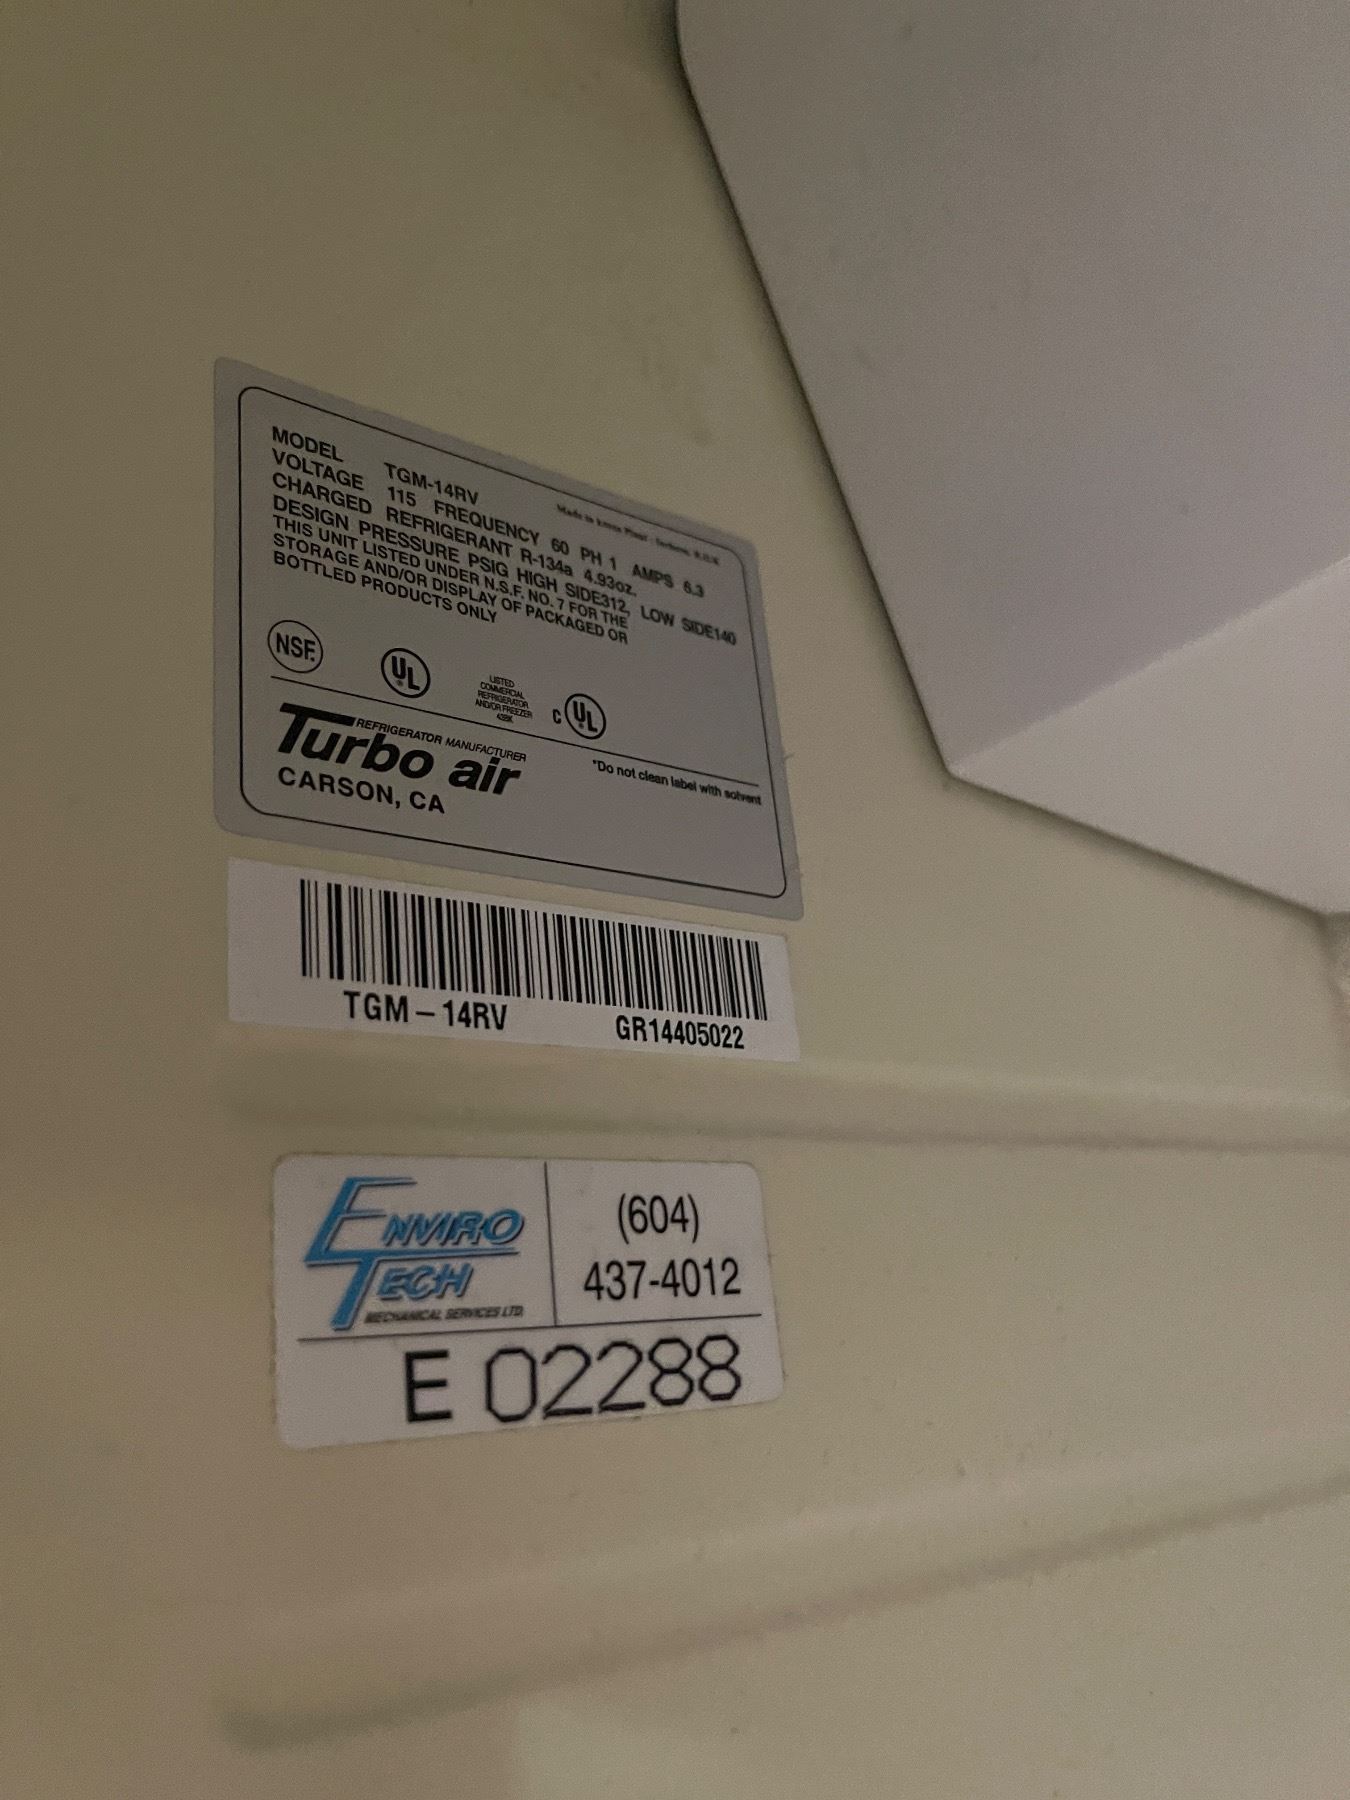 MODEL TGM-14RV
VOLTAGE 115 FREQUENCY 60 PH 1 AMPS 6.3
CHARGED REFRIGERANT R-134a 4.93oz.
DESIGN PRESSURE PSIG HIGH SIDE312, LOW SIDE140
THIS UNIT LISTED UNDER N.S.F. NO. 7 FOR THE
STORAGE AND/OR DISPLAY OF PACKAGED OR
BOTTLED PRODUCTS ONLY
NSF.
UL
LISTED
COMMERCIAL
REFRIGERATOR
AND/OR FREEZER
43BK
C UL
REFRIGERATOR MANUFACTURER
Turbo air
CARSON, CA
*Do not clean label with solvent
TGM-14RV GR14405022
ENVIRO
TECH
MECHANICAL SERVICES LTD.
(604)
437-4012
E 02288